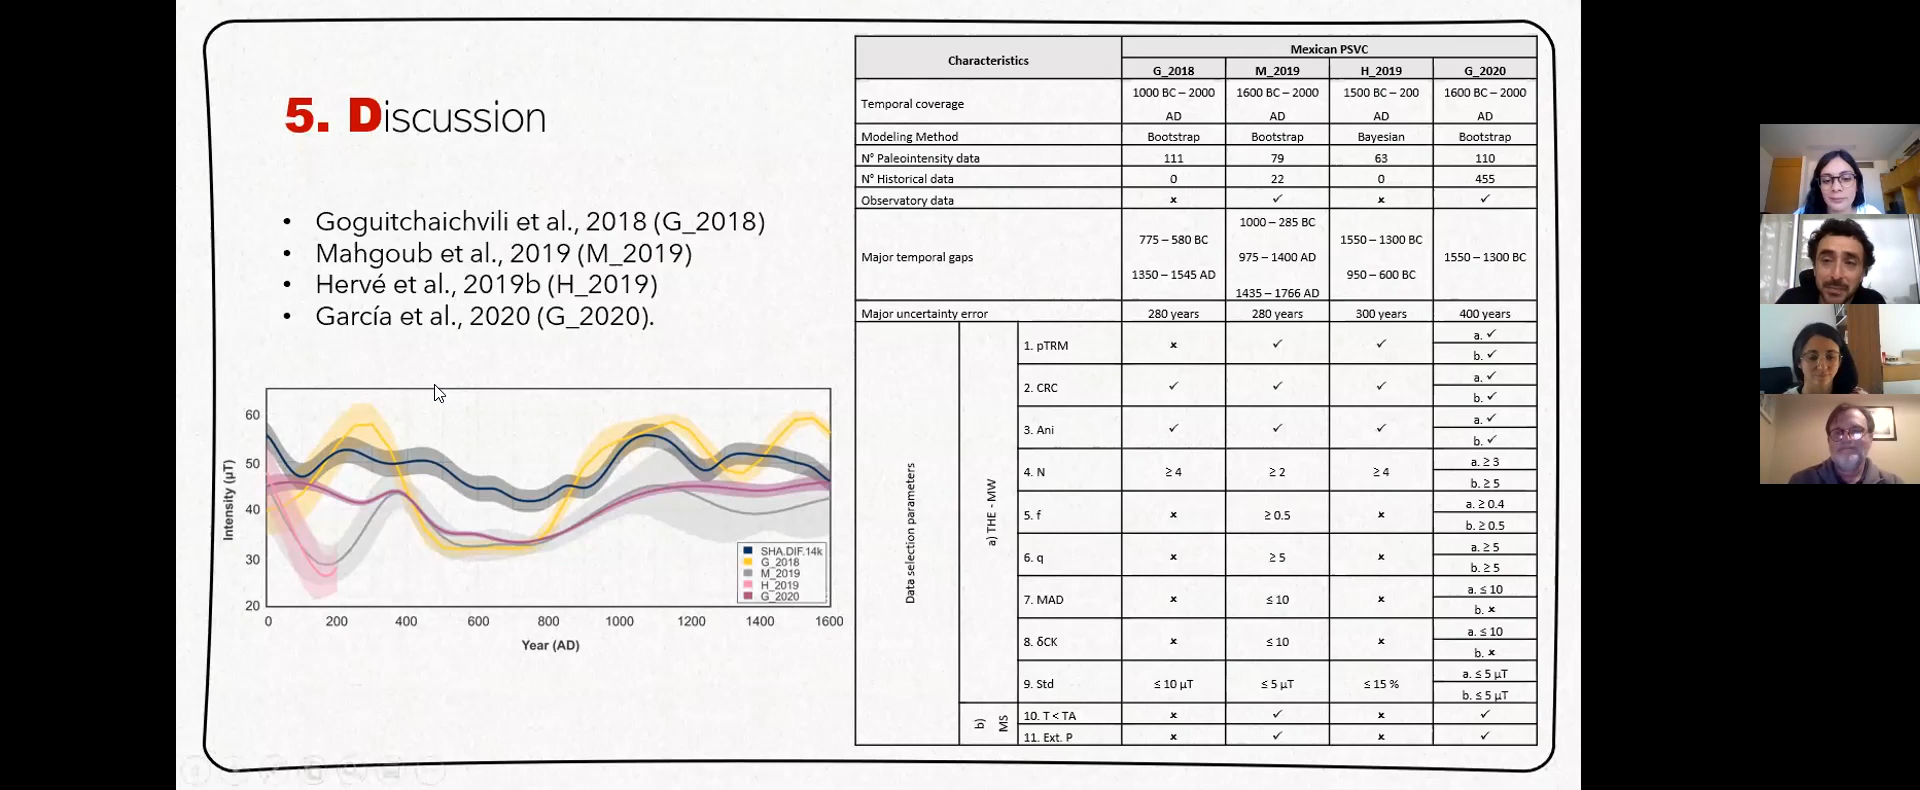 5. Discussion
• Goguitchaichvili et al., 2018 (G_2018)
• Mahgoub et al., 2019 (M_2019)
• Hervé et al., 2019b (H_2019)
• García et al., 2020 (G_2020).
Intensity (μT)
60
50
40
30
20
0 200 400 600 800 1000 1200 1400 1600
Year (AD)
SHA.DIF.14k
G_2018
M_2019
H_2019
G_2020
Characteristics
Mexican PSVC
G_2018 M_2019 H_2019 G_2020
Temporal coverage
1000 BC – 2000 AD
1600 BC – 2000 AD
1500 BC – 200 AD
1600 BC – 2000 AD
Modeling Method Bootstrap Bootstrap Bayesian Bootstrap
N° Paleointensity data 111 79 63 110
N° Historical data 0 22 0 455
Observatory data × ✓ × ✓
Major temporal gaps
775 – 580 BC
1350 – 1545 AD
1000 – 285 BC
975 – 1400 AD
1435 – 1766 AD
1550 – 1300 BC
950 – 600 BC
1550 – 1300 BC
Major uncertainty error 280 years 280 years 300 years 400 years
Data selection parameters
a) THE - MW
1. pTRM × ✓ ✓ a. ✓
b. ✓
2. CRC ✓ ✓ ✓ a. ✓
b. ✓
3. Ani ✓ ✓ ✓ a. ✓
b. ✓
4. N ≥ 4 ≥ 2 ≥ 4 a. ≥ 3
b. ≥ 5
5. f × ≥ 0.5 × a. ≥ 0.4
b. ≥ 0.5
6. q × ≥ 5 × a. ≥ 5
b. ≥ 5
7. MAD × ≤ 10 × a. ≤ 10
b. ×
8. δCK × ≤ 10 × a. ≤ 10
b. ×
9. Std ≤ 10 μT ≤ 5 μT ≤ 15 % a. ≤ 5 μT
b. ≤ 5 μT
b) MS
10. T < TA × ✓ × ✓
11. Ext. P × ✓ × ✓